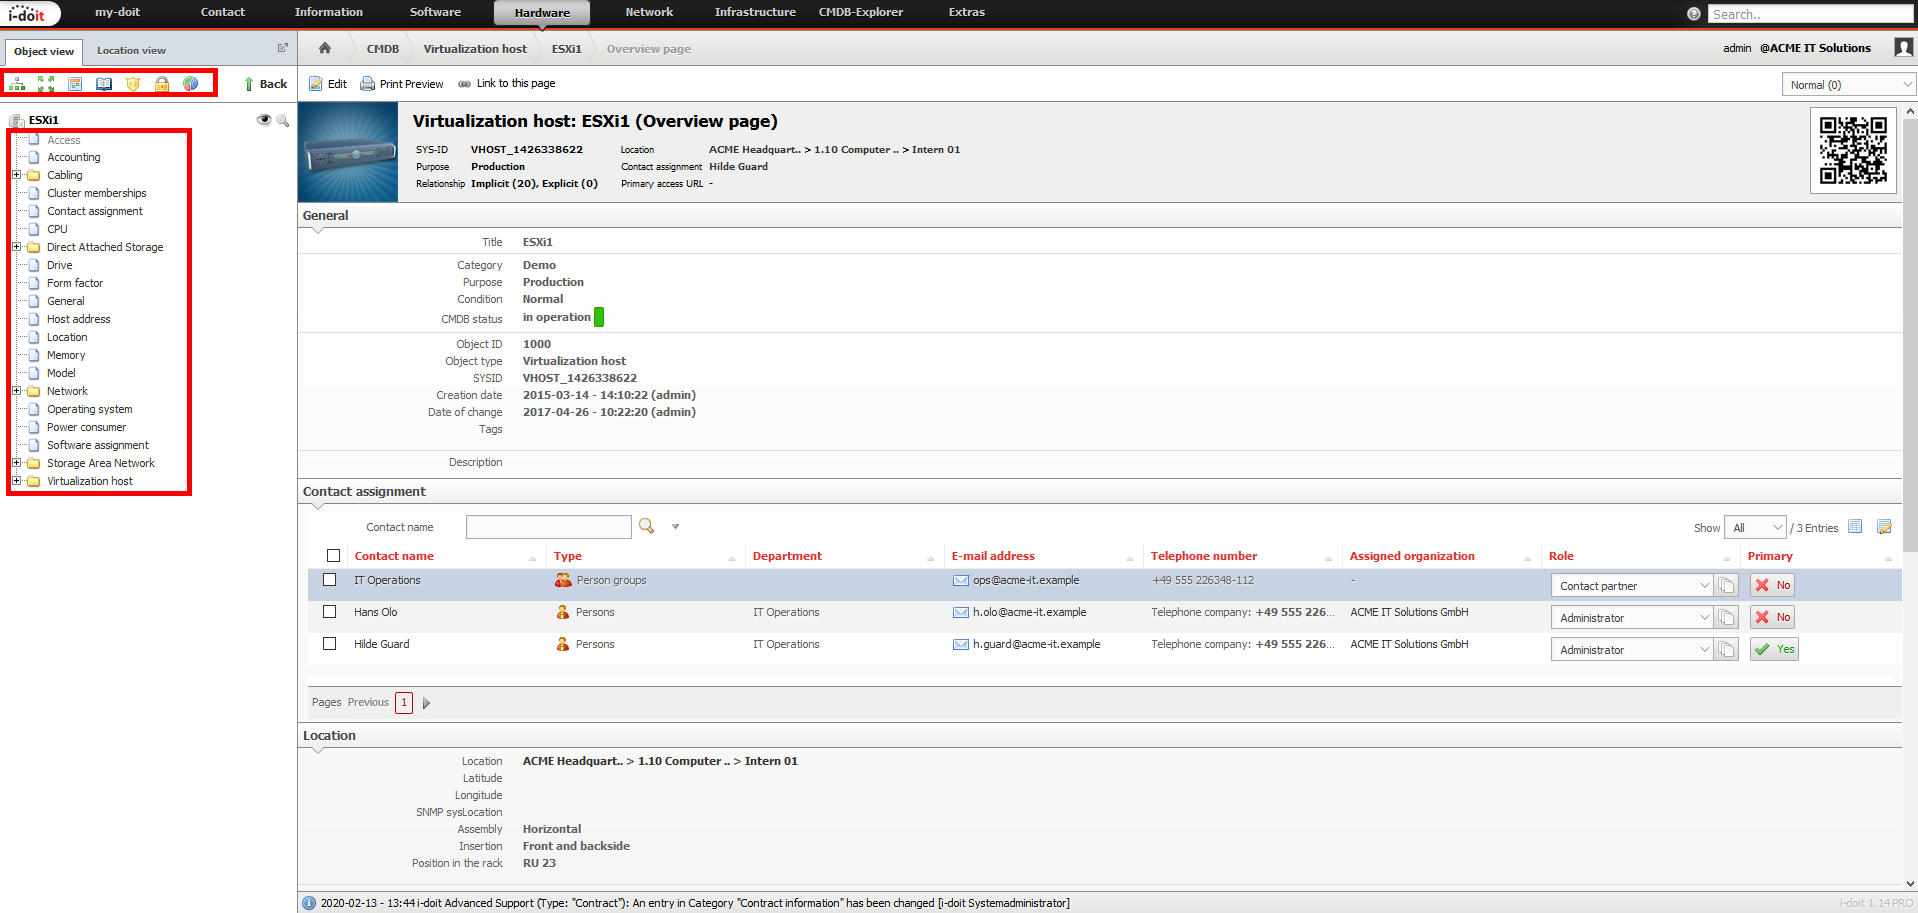 i-doit my-doit Contact Information Software Hardware Network Infrastructure CMDB-Explorer Extras Search..
Object view Location view CMDB Virtualization host ESXi1 Overview page admin @ACME IT Solutions
Back Edit Print Preview Link to this page Normal (0)
ESXi1
Access
Accounting
Cabling
Cluster memberships
Contact assignment
CPU
Direct Attached Storage
Drive
Form factor
General
Host address
Location
Memory
Model
Network
Operating system
Power consumer
Software assignment
Storage Area Network
Virtualization host
Virtualization host: ESXi1 (Overview page)
SYS-ID VHOST_1426338622 Location ACME Headquart.. > 1.10 Computer .. > Intern 01
Purpose Production Contact assignment Hilde Guard
Relationship Implicit (20), Explicit (0) Primary access URL -
General
Title ESXi1
Category Demo
Purpose Production
Condition Normal
CMDB status in operation
Object ID 1000
Object type Virtualization host
SYSID VHOST_1426338622
Creation date 2015-03-14 - 14:10:22 (admin)
Date of change 2017-04-26 - 10:22:20 (admin)
Tags
Description
Contact assignment
Contact name Show All / 3 Entries
Contact name Type Department E-mail address Telephone number Assigned organization Role Primary
IT Operations Person groups ops@acme-it.example +49 555 226348-112 - Contact partner No
Hans Olo Persons IT Operations h.olo@acme-it.example Telephone company: +49 555 226... ACME IT Solutions GmbH Administrator No
Hilde Guard Persons IT Operations h.guard@acme-it.example Telephone company: +49 555 226... ACME IT Solutions GmbH Administrator Yes
Pages Previous 1
Location
Location ACME Headquart.. > 1.10 Computer .. > Intern 01
Latitude
Longitude
SNMP sysLocation
Assembly Horizontal
Insertion Front and backside
Position in the rack RU 23
2020-02-13 - 13:44 i-doit Advanced Support (Type: "Contract"): An entry in Category "Contract information" has been changed [i-doit Systemadministrator] i-doit 1.14 PRO